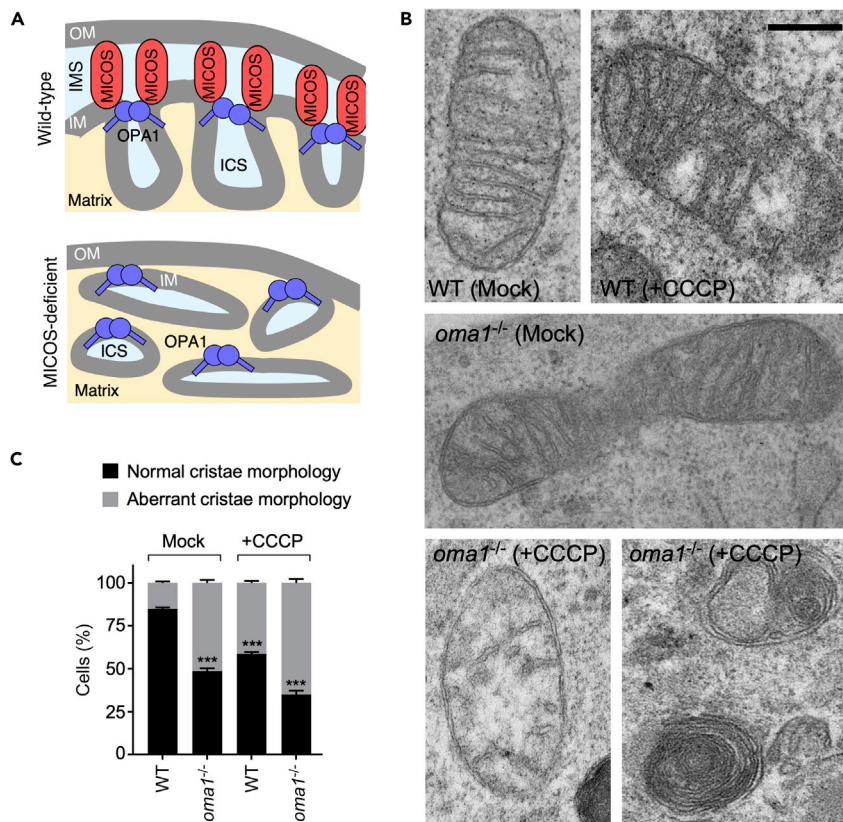 A
OM
IMS
MICOS
MICOS
MICOS
MICOS
MICOS
MICOS
IM
OPA1
ICS
Matrix
Wild-type
OM
IM
OPA1
ICS
Matrix
MICOS-deficient
B
WT (Mock)
WT (+CCCP)
oma1-/- (Mock)
oma1-/- (+CCCP)
oma1-/- (+CCCP)
C
Normal cristae morphology
Aberrant cristae morphology
Mock
+CCCP
100
75
50
25
0
Cells (%)
***
***
***
WT
oma1-/-
WT
oma1-/-